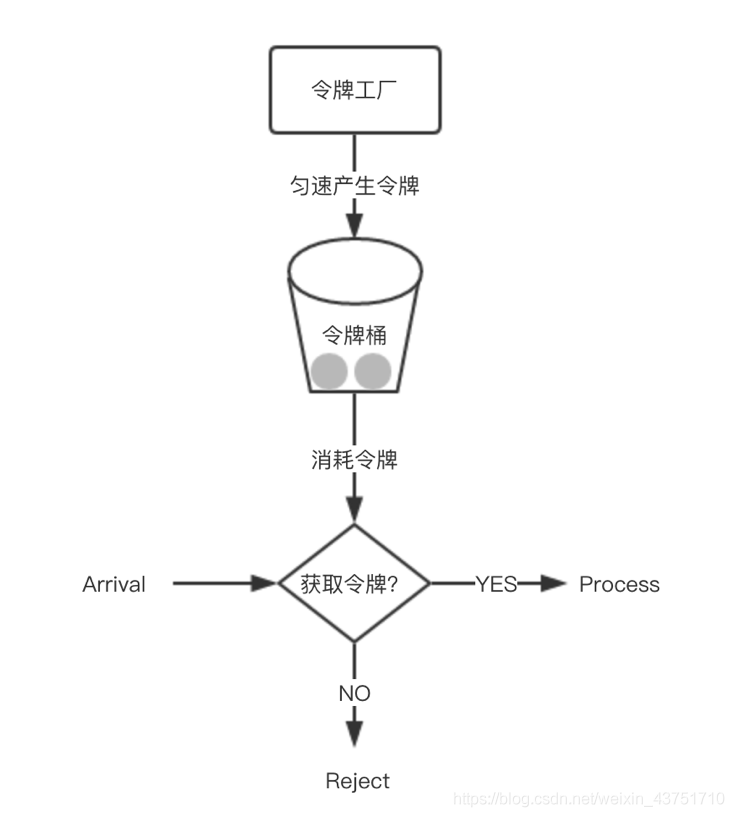 令牌工厂
匀速产生令牌
令牌桶
消耗令牌
Arrival
获取令牌?
YES
Process
NO
Reject
https://blog.csdn.net/weixin_43751710